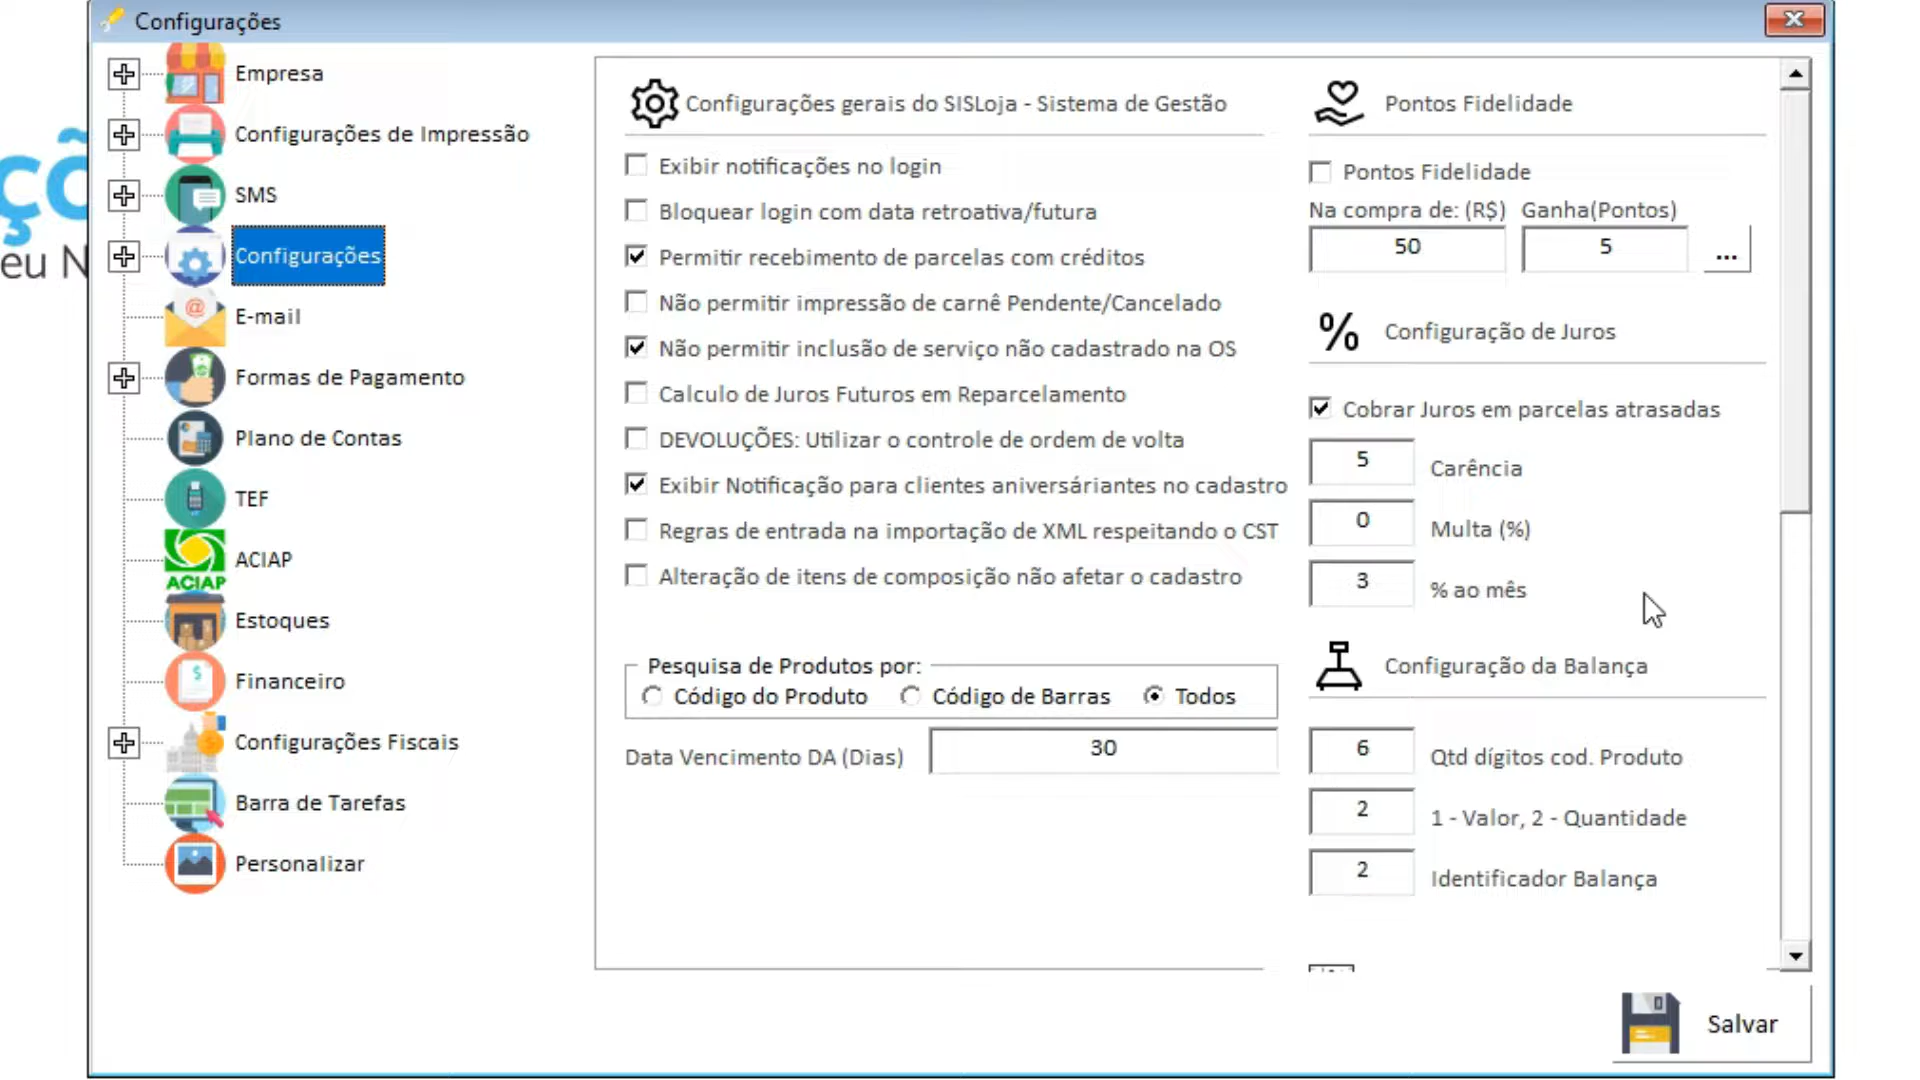 Configurações
Empresa
Configurações de Impressão
SMS
Configurações
E-mail
Formas de Pagamento
Plano de Contas
TEF
ACIAP
ACIAP
Estoques
Financeiro
Configurações Fiscais
Barra de Tarefas
Personalizar
Configurações gerais do SISLoja - Sistema de Gestão
Exibir notificações no login
Bloquear login com data retroativa/futura
Permitir recebimento de parcelas com créditos
Não permitir impressão de carnê Pendente/Cancelado
Não permitir inclusão de serviço não cadastrado na OS
Calculo de Juros Futuros em Reparcelamento
DEVOLUÇÕES: Utilizar o controle de ordem de volta
Exibir Notificação para clientes aniversáriantes no cadastro
Regras de entrada na importação de XML respeitando o CST
Alteração de itens de composição não afetar o cadastro
Pesquisa de Produtos por:
Código do Produto Código de Barras Todos
Data Vencimento DA (Dias) 30
Pontos Fidelidade
Pontos Fidelidade
Na compra de: (R$) Ganha(Pontos)
50 5 ...
% Configuração de Juros
Cobrar Juros em parcelas atrasadas
5 Carência
0 Multa (%)
3 % ao mês
Configuração da Balança
6 Qtd dígitos cod. Produto
2 1 - Valor, 2 - Quantidade
2 Identificador Balança
Salvar
çõ
eu N